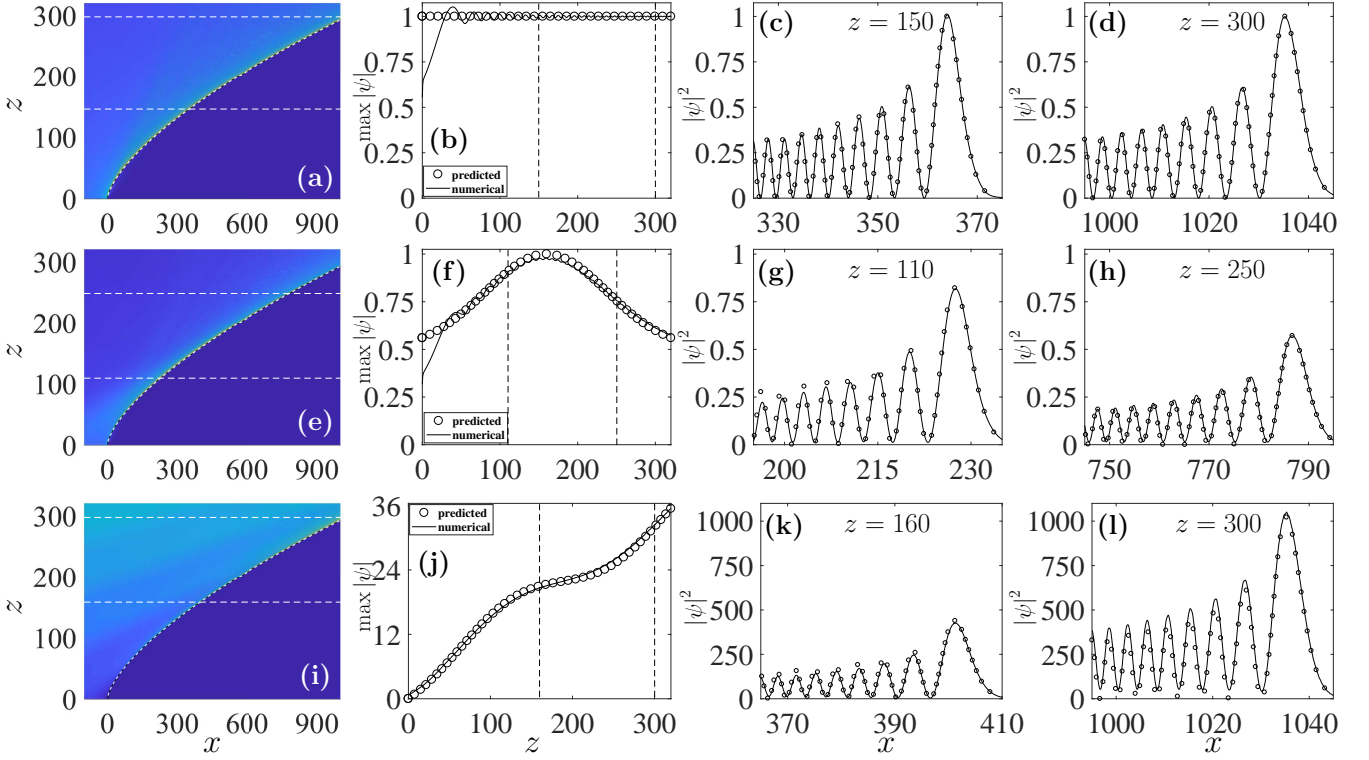 300
200
100
0
z
0 300 600 900
(a)
1
0.75
0.5
0.25
0
max |ψ|
0 100 200 300
(b)
predicted
numerical
1
0.75
0.5
0.25
0
|ψ|²
330 350 370
(c)
z = 150
1
0.75
0.5
0.25
0
|ψ|²
1000 1020 1040
(d)
z = 300
300
200
100
0
z
0 300 600 900
(e)
1
0.75
0.5
0.25
0
max |ψ|
0 100 200 300
(f)
predicted
numerical
1
0.75
0.5
0.25
0
|ψ|²
200 215 230
(g)
z = 110
1
0.75
0.5
0.25
0
|ψ|²
750 770 790
(h)
z = 250
300
200
100
0
z
0 300 600 900
x
(i)
36
24
12
0
max |ψ|
0 100 200 300
z
(j)
predicted
numerical
1000
750
500
250
0
|ψ|²
370 390 410
x
(k)
z = 160
1000
750
500
250
0
|ψ|²
1000 1020 1040
x
(l)
z = 300